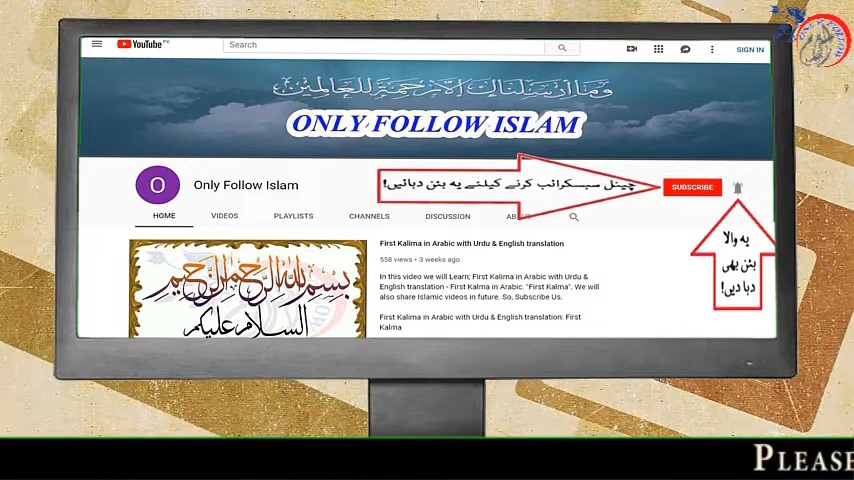 YouTube PK
Search
SIGN IN
وما ارسلناك الا رحمة للعالمين
ONLY FOLLOW ISLAM
O
Only Follow Islam
چینل سبسکرائب کرنے کیلئے یہ بٹن دبائیں!
SUBSCRIBE
HOME
VIDEOS
PLAYLISTS
CHANNELS
DISCUSSION
یہ والا
بٹن بھی
دبا دیں!
First Kalima in Arabic with Urdu & English translation
558 views • 3 weeks ago
In this video we will Learn; First Kalima in Arabic with Urdu &
English translation - First Kalima in Arabic. "First Kalma". We will
also share Islamic videos in future. So, Subscribe Us.
First Kalima in Arabic with Urdu & English translation: First
Kalma
بسم الله الرحمن الرحيم
السلام علیکم
PLEASE